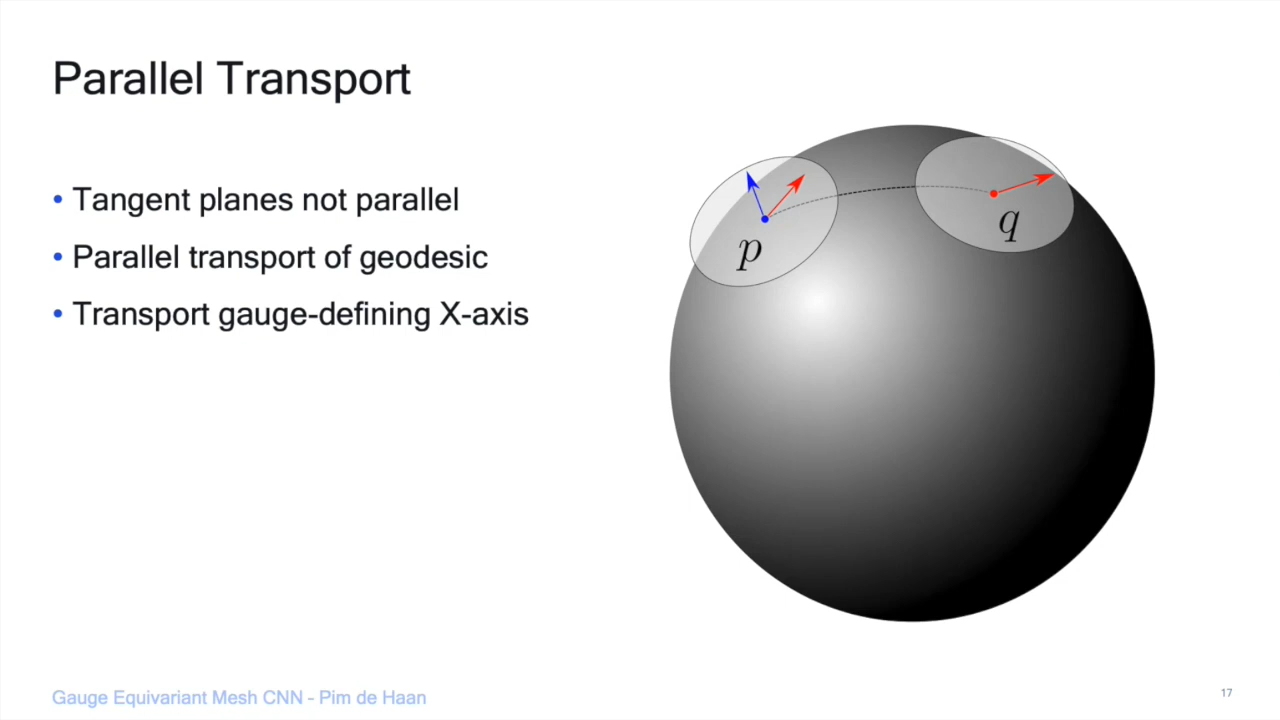 Parallel Transport
• Tangent planes not parallel
• Parallel transport of geodesic
• Transport gauge-defining X-axis
p
q
Gauge Equivariant Mesh CNN - Pim de Haan
17